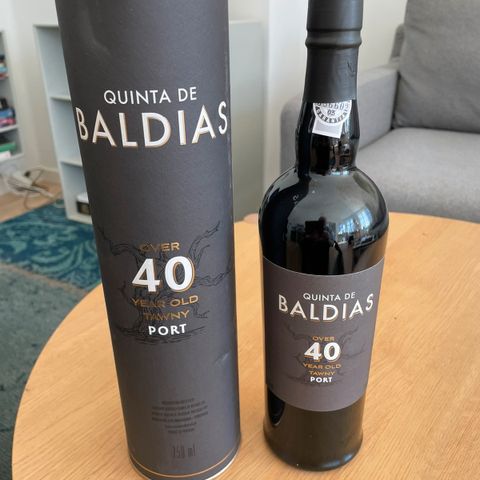 QUINTA DE
BALDIAS
OVER
40
YEAR OLD
TAWNY
PORT
750 ml
QUINTA DE
BALDIAS
OVER
40
YEAR OLD
TAWNY
PORT